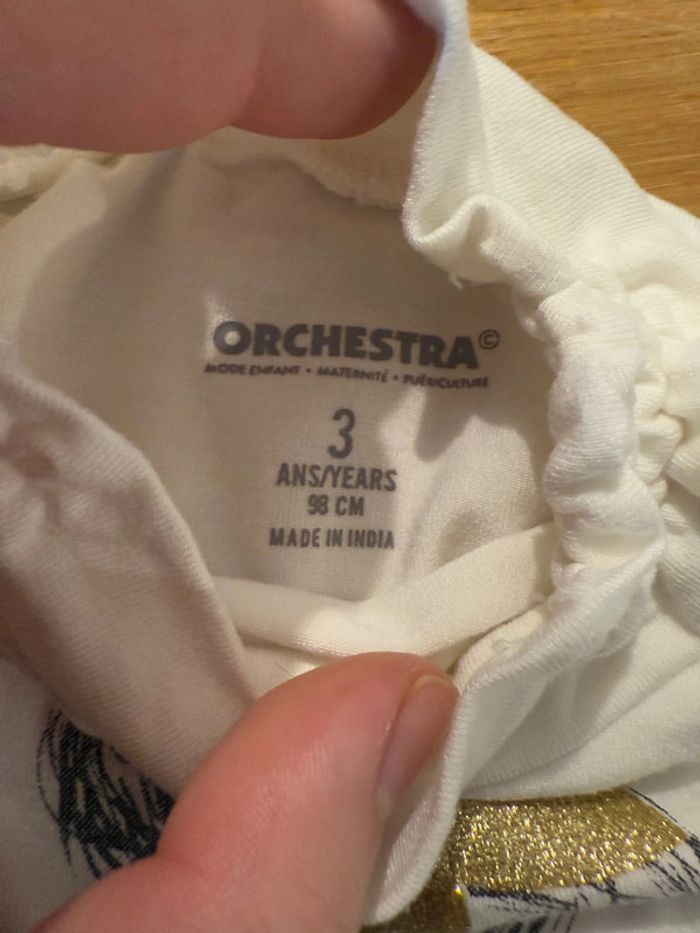 ORCHESTRA©
MODE ENFANT • MATERNITÉ • PUÉRICULTURE
3
ANS/YEARS
98 CM
MADE IN INDIA